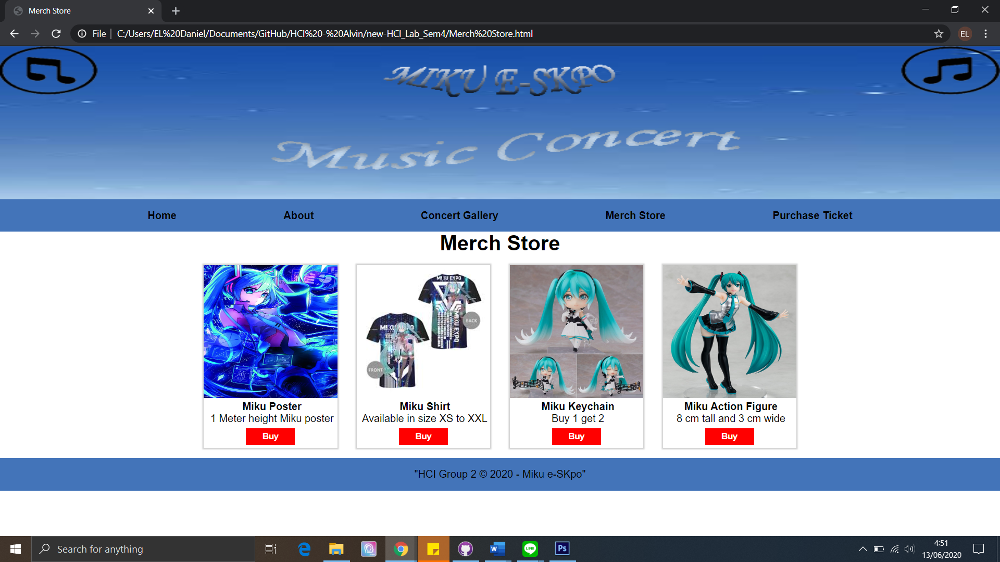 Merch Store
File
C:/Users/EL%20Daniel/Documents/GitHub/HCI%20-%20Alvin/new-HCI_Lab_Sem4/Merch%20Store.html
EL
MIKU E-SKPO
Music Concert
Home
About
Concert Gallery
Merch Store
Purchase Ticket
Merch Store
MIKU EXPO
MIKU EXPO
BACK
FRONT
Miku Poster
1 Meter height Miku poster
Buy
Miku Shirt
Available in size XS to XXL
Buy
Miku Keychain
Buy 1 get 2
Buy
Miku Action Figure
8 cm tall and 3 cm wide
Buy
"HCI Group 2 © 2020 - Miku e-SKpo"
Search for anything
W
LINE
Ps
4:51
13/06/2020